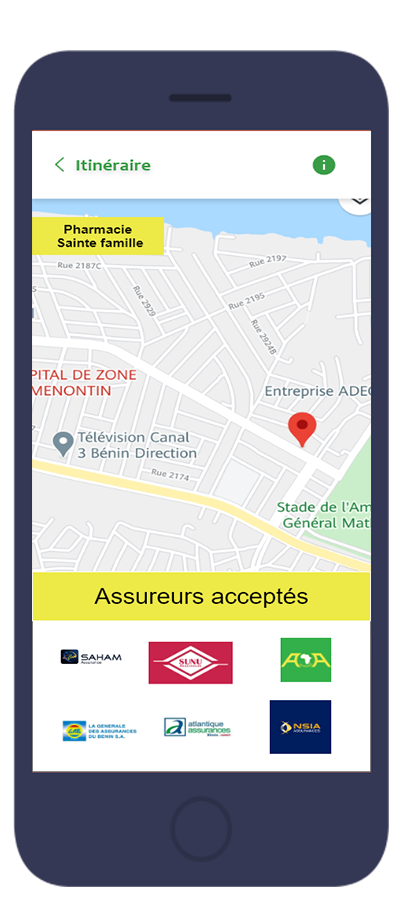 Itinéraire
Pharmacie
Sainte famille
Rue 2187C
Rue 2197
Rue 2929
Rue 2195
Rue 2924B
PITAL DE ZONE
MENONTIN
Entreprise ADEO
Télévision Canal
3 Bénin Direction
Rue 2174
Stade de l'Am
Général Mat
Assureurs acceptés
SAHAM
SUNU
AOA
LA GENERALE
DES ASSURANCES
DU BENIN S.A.
atlantique
assurances
NSIA
ASSURANCES